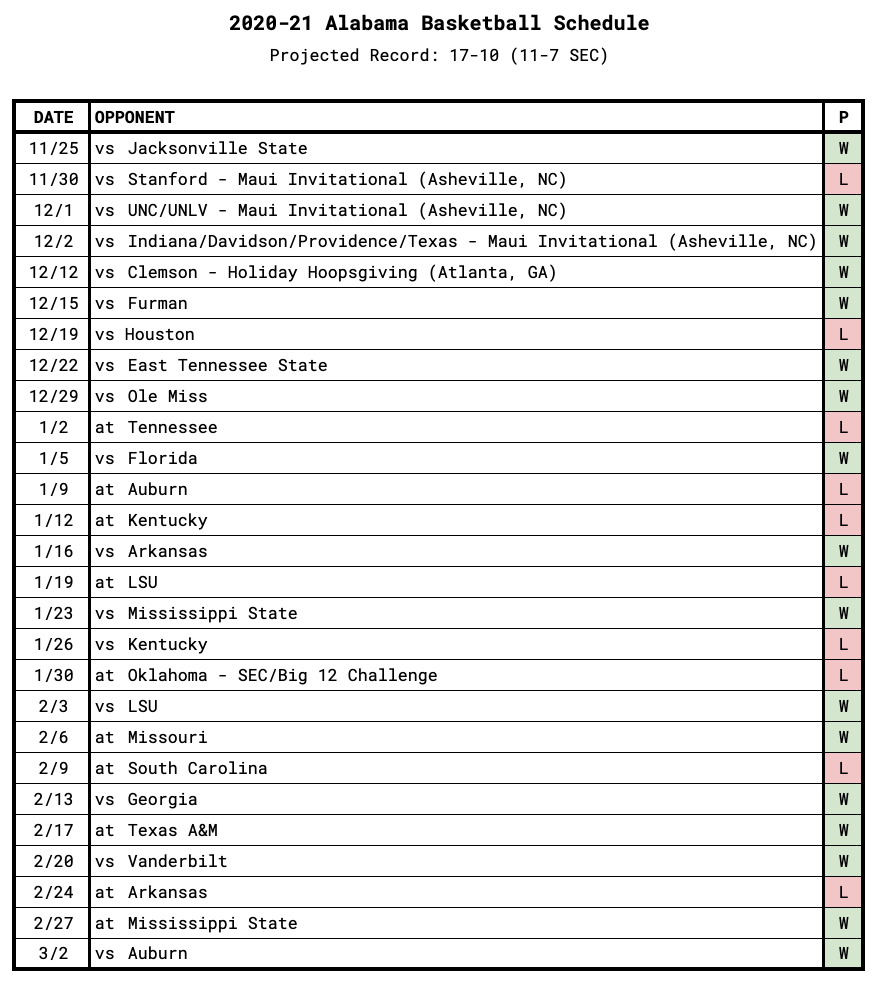 2020-21 Alabama Basketball Schedule
Projected Record: 17-10 (11-7 SEC)
DATE OPPONENT P
11/25 vs Jacksonville State W
11/30 vs Stanford - Maui Invitational (Asheville, NC) L
12/1 vs UNC/UNLV - Maui Invitational (Asheville, NC) W
12/2 vs Indiana/Davidson/Providence/Texas - Maui Invitational (Asheville, NC) W
12/12 vs Clemson - Holiday Hoopsgiving (Atlanta, GA) W
12/15 vs Furman W
12/19 vs Houston L
12/22 vs East Tennessee State W
12/29 vs Ole Miss W
1/2 at Tennessee L
1/5 vs Florida W
1/9 at Auburn L
1/12 at Kentucky L
1/16 vs Arkansas W
1/19 at LSU L
1/23 vs Mississippi State W
1/26 vs Kentucky L
1/30 at Oklahoma - SEC/Big 12 Challenge L
2/3 vs LSU W
2/6 at Missouri W
2/9 at South Carolina L
2/13 vs Georgia W
2/17 at Texas A&M W
2/20 vs Vanderbilt W
2/24 at Arkansas L
2/27 at Mississippi State W
3/2 vs Auburn W